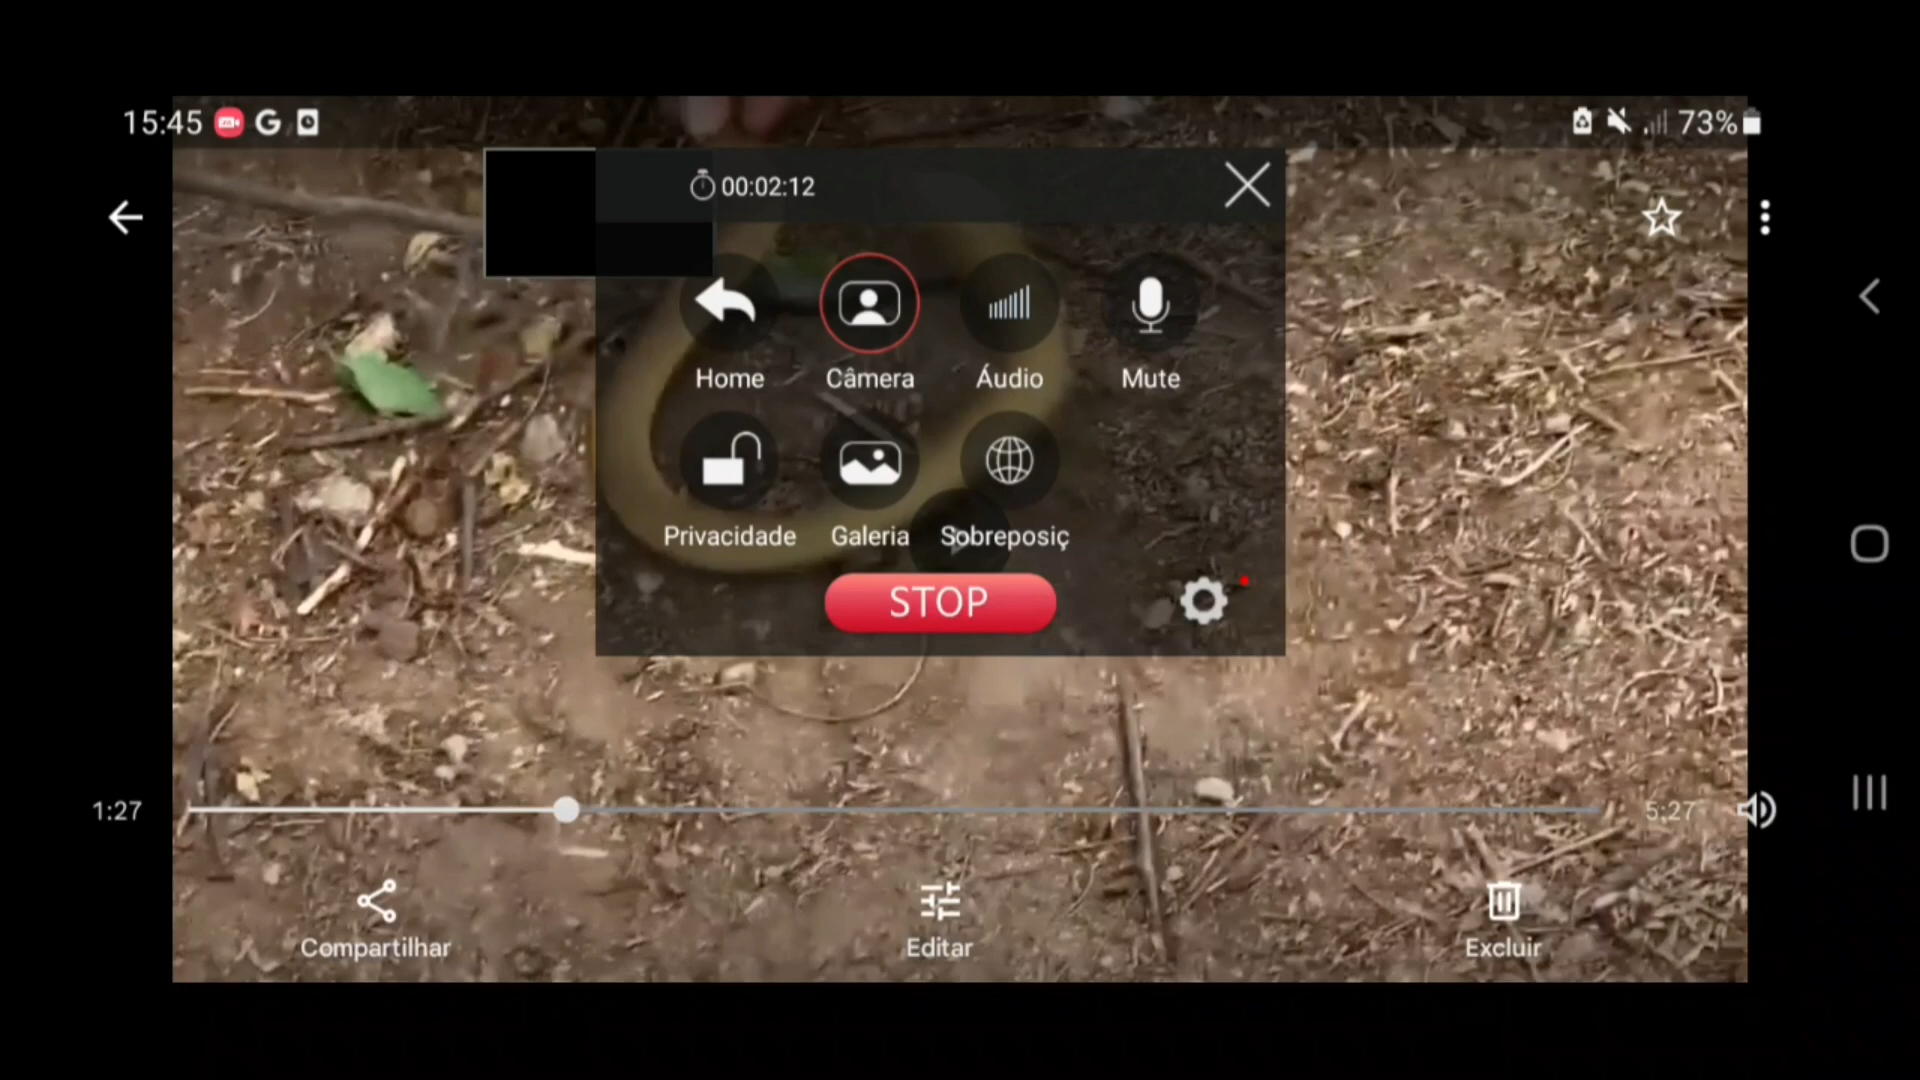 15:45 G 73%
00:02:12
Home Câmera Áudio Mute
Privacidade Galeria Sobreposiç
STOP
1:27 5:27
Compartilhar Editar Excluir